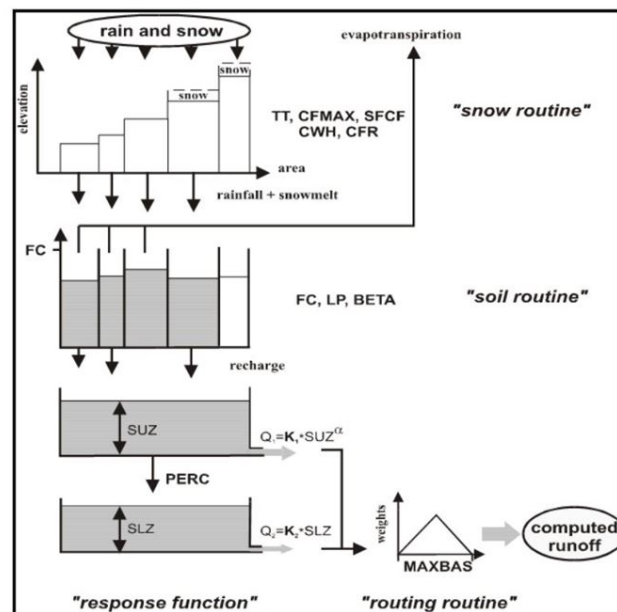 rain and snow
evapotranspiration
snow
snow
elevation
TT, CFMAX, SFCF
CWH, CFR
"snow routine"
area
rainfall + snowmelt
FC
FC, LP, BETA
"soil routine"
recharge
SUZ
Q₁=K₁*SUZ^α
PERC
SLZ
Q₂=K₂*SLZ
weights
MAXBAS
computed
runoff
"response function"
"routing routine"